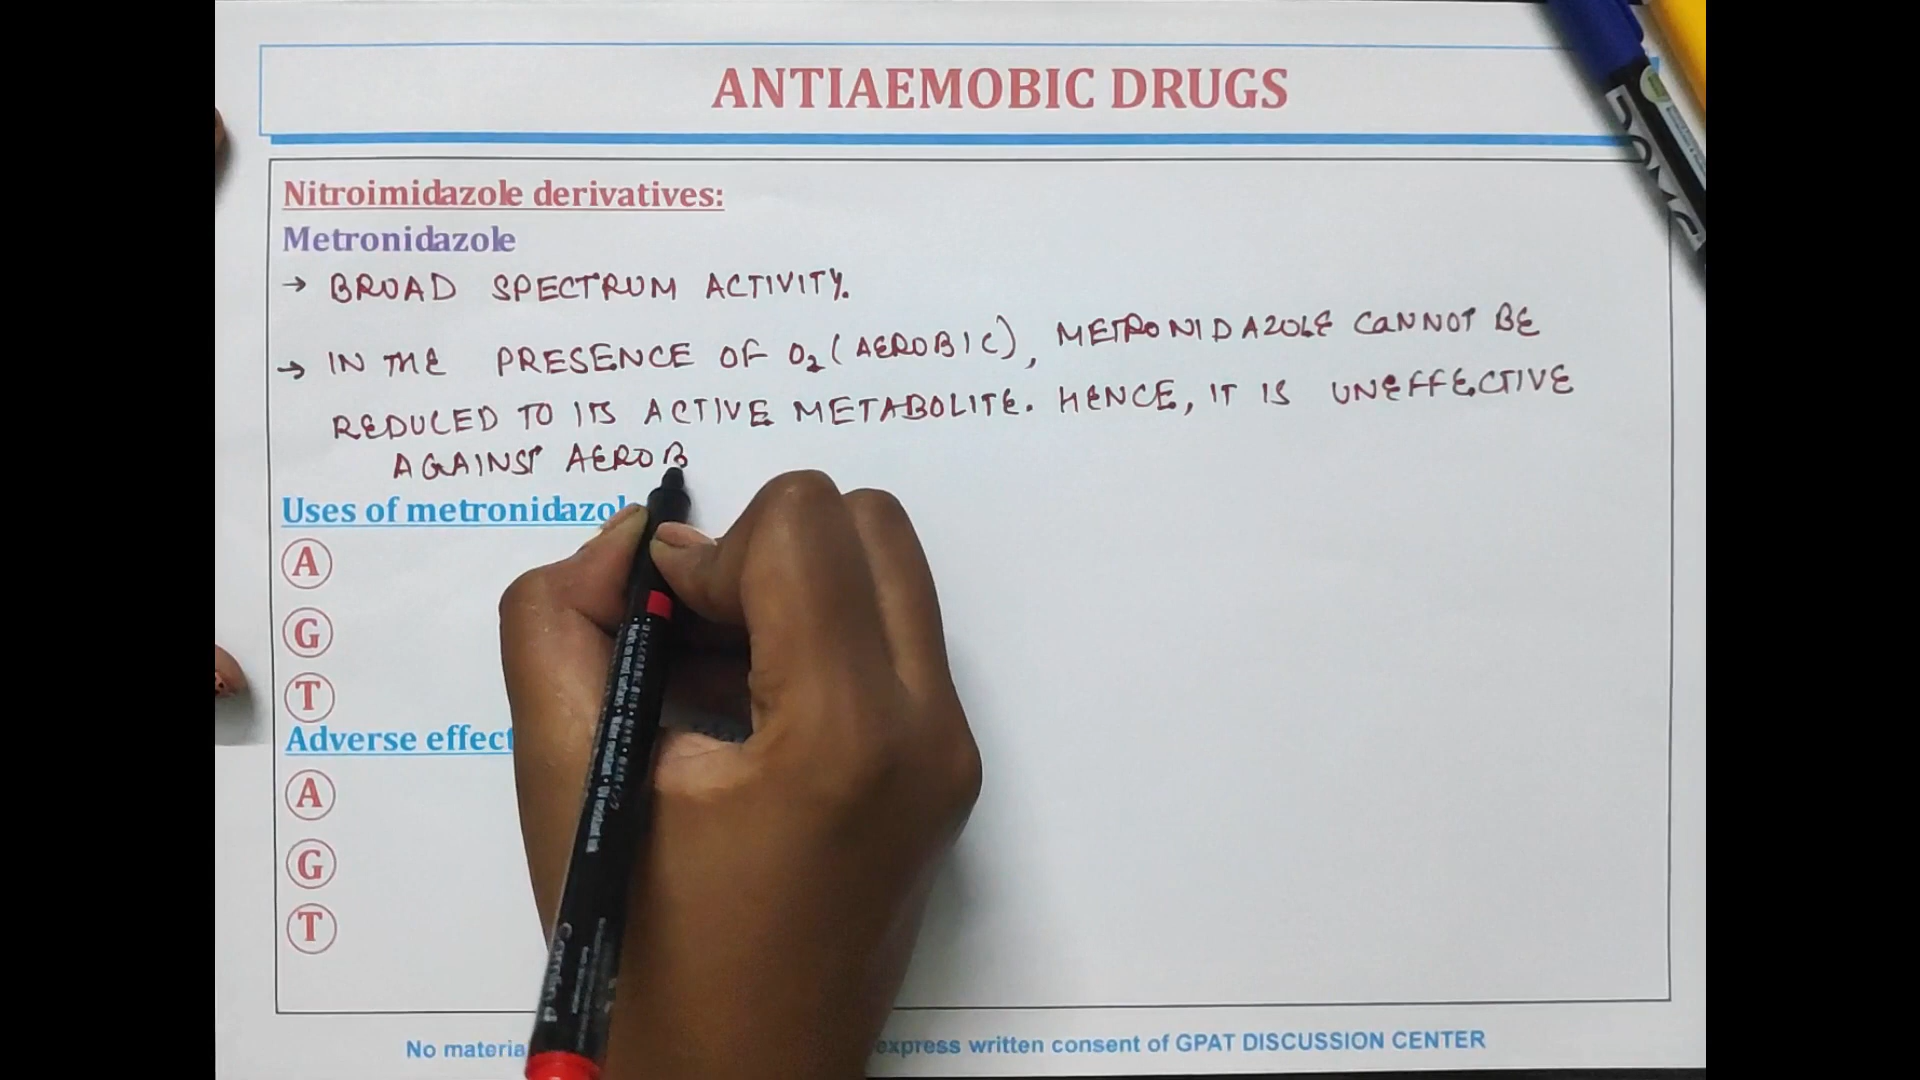 ANTIAEMOBIC DRUGS
Nitroimidazole derivatives:
Metronidazole
→ BROAD SPECTRUM ACTIVITY.
→ IN THE PRESENCE OF O₂ (AEROBIC), METRONIDAZOLE CANNOT BE
REDUCED TO ITS ACTIVE METABOLITE. HENCE, IT IS UNEFFECTIVE
AGAINST AEROB
Uses of metronidazol
A
G
T
Adverse effect
A
G
T
No materia express written consent of GPAT DISCUSSION CENTER
DOMS
Camlin